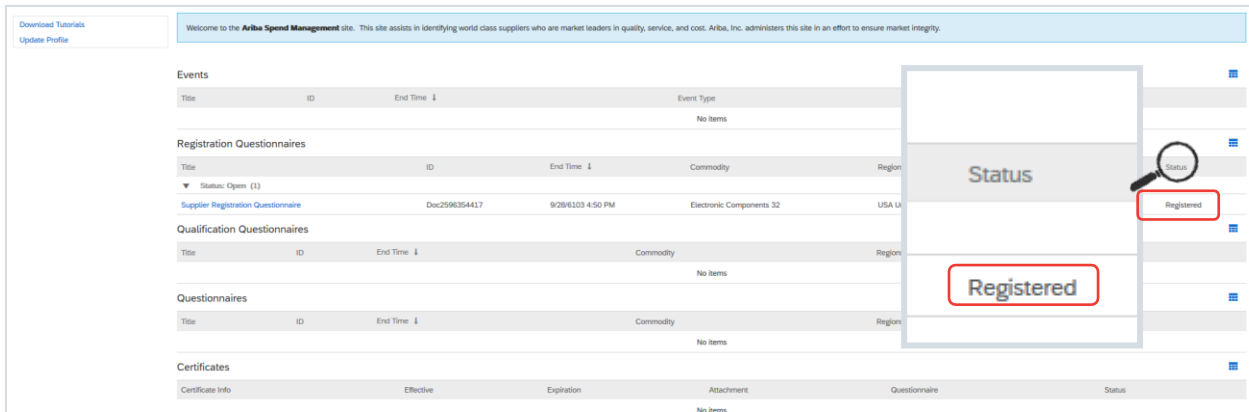 Download Tutorials
Update Profile
Welcome to the Ariba Spend Management site. This site assists in identifying world class suppliers who are market leaders in quality, service, and cost. Ariba, Inc. administers this site in an effort to ensure market integrity.
Events
Title ID End Time ↓ Event Type
No items
Registration Questionnaires
Title ID End Time ↓ Commodity Region Status
▼ Status: Open (1)
Supplier Registration Questionnaire Doc2596354417 9/28/6103 4:50 PM Electronic Components 32 USA Registered
Qualification Questionnaires
Title ID End Time ↓ Commodity Region
No items
Questionnaires
Title ID End Time ↓ Commodity Region
No items
Certificates
Certificate Info Effective Expiration Attachment Questionnaire Status
No items
Status
Registered